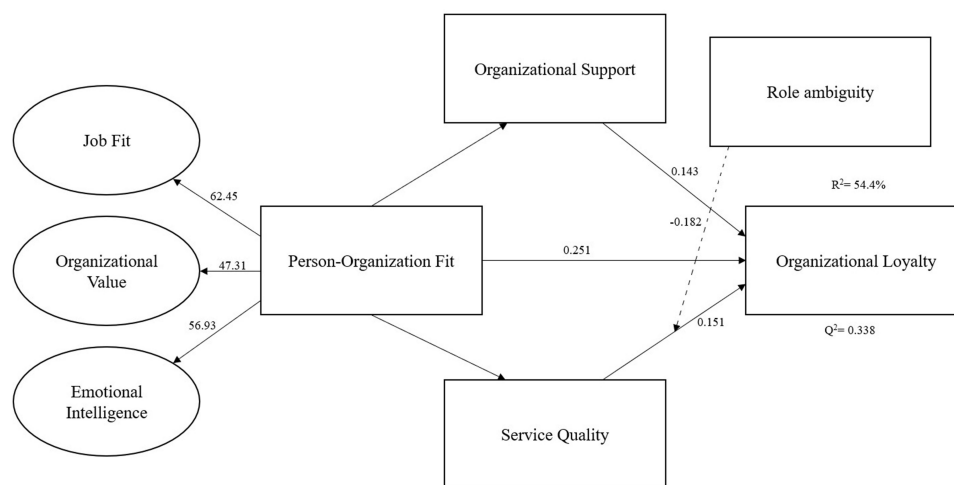 Organizational Support
Role ambiguity
Job Fit
0.143
R²= 54.4%
62.45
-0.182
Organizational
Value
47.31
Person-Organization Fit
0.251
Organizational Loyalty
56.93
0.151
Q²= 0.338
Emotional
Intelligence
Service Quality